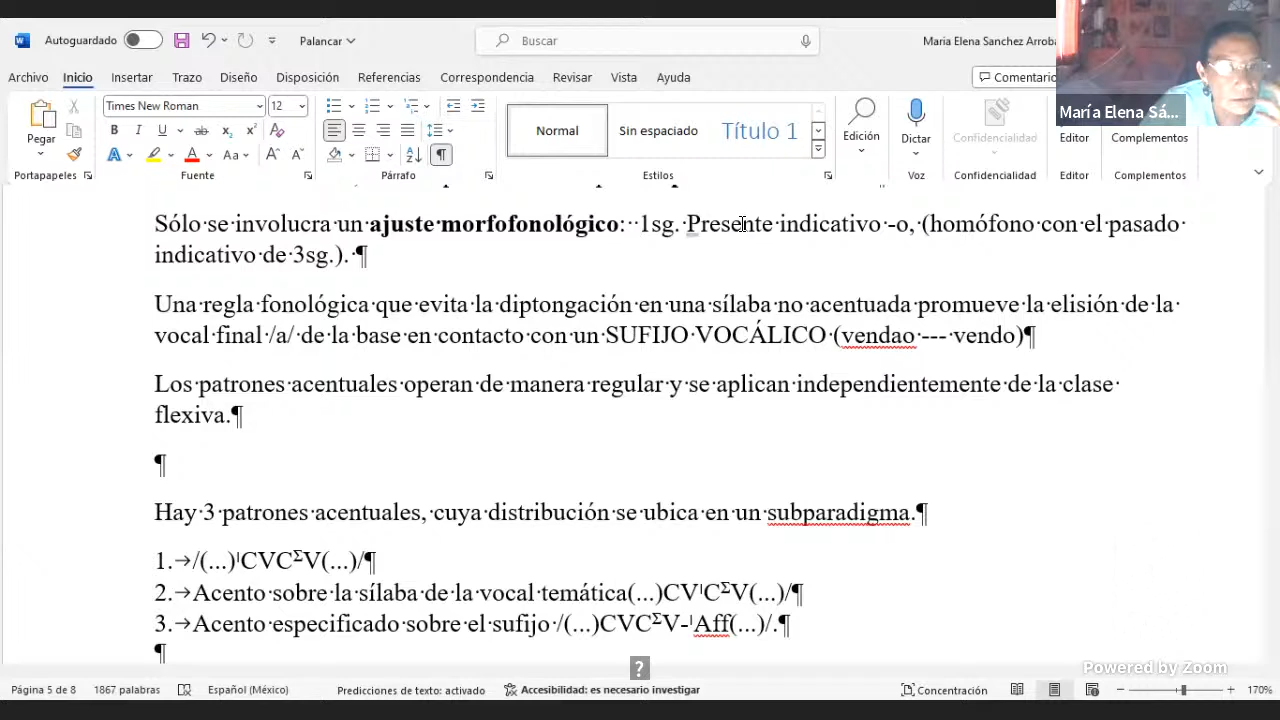 Autoguardado
Palancar
Buscar
Maria Elena Sanchez Arroba
Archivo Inicio Insertar Trazo Diseño Disposición Referencias Correspondencia Revisar Vista Ayuda
Comentario
María Elena Sá...
Times New Roman 12
Pegar
Normal Sin espaciado Título 1
Edición Dictar Confidencialidad Editor Complementos
Portapapeles Fuente Párrafo Estilos Voz Confidencialidad Editor Complementos
Sólo·se·involucra·un·ajuste·morfofonológico:··1sg.·Presente·indicativo·-o,·(homófono·con·el·pasado·
indicativo·de·3sg.).·¶
Una·regla·fonológica·que·evita·la·diptongación·en·una·sílaba·no·acentuada·promueve·la·elisión·de·la·
vocal·final·/a/·de·la·base·en·contacto·con·un·SUFIJO·VOCÁLICO·(vendao·---·vendo)¶
Los·patrones·acentuales·operan·de·manera·regular·y·se·aplican·independientemente·de·la·clase·
flexiva.¶
¶
Hay·3·patrones·acentuales,·cuya·distribución·se·ubica·en·un·subparadigma.¶
1.→/(...)ˈCVCΣV(...)/¶
2.→Acento·sobre·la·sílaba·de·la·vocal·temática(...)CVˈCΣV(...)/¶
3.→Acento·especificado·sobre·el·sufijo·/(...)CVCΣV-ˈAff(...)/.¶
¶
Powered by Zoom
Página 5 de 8 1867 palabras Español (México) Predicciones de texto: activado Accesibilidad: es necesario investigar Concentración 170%